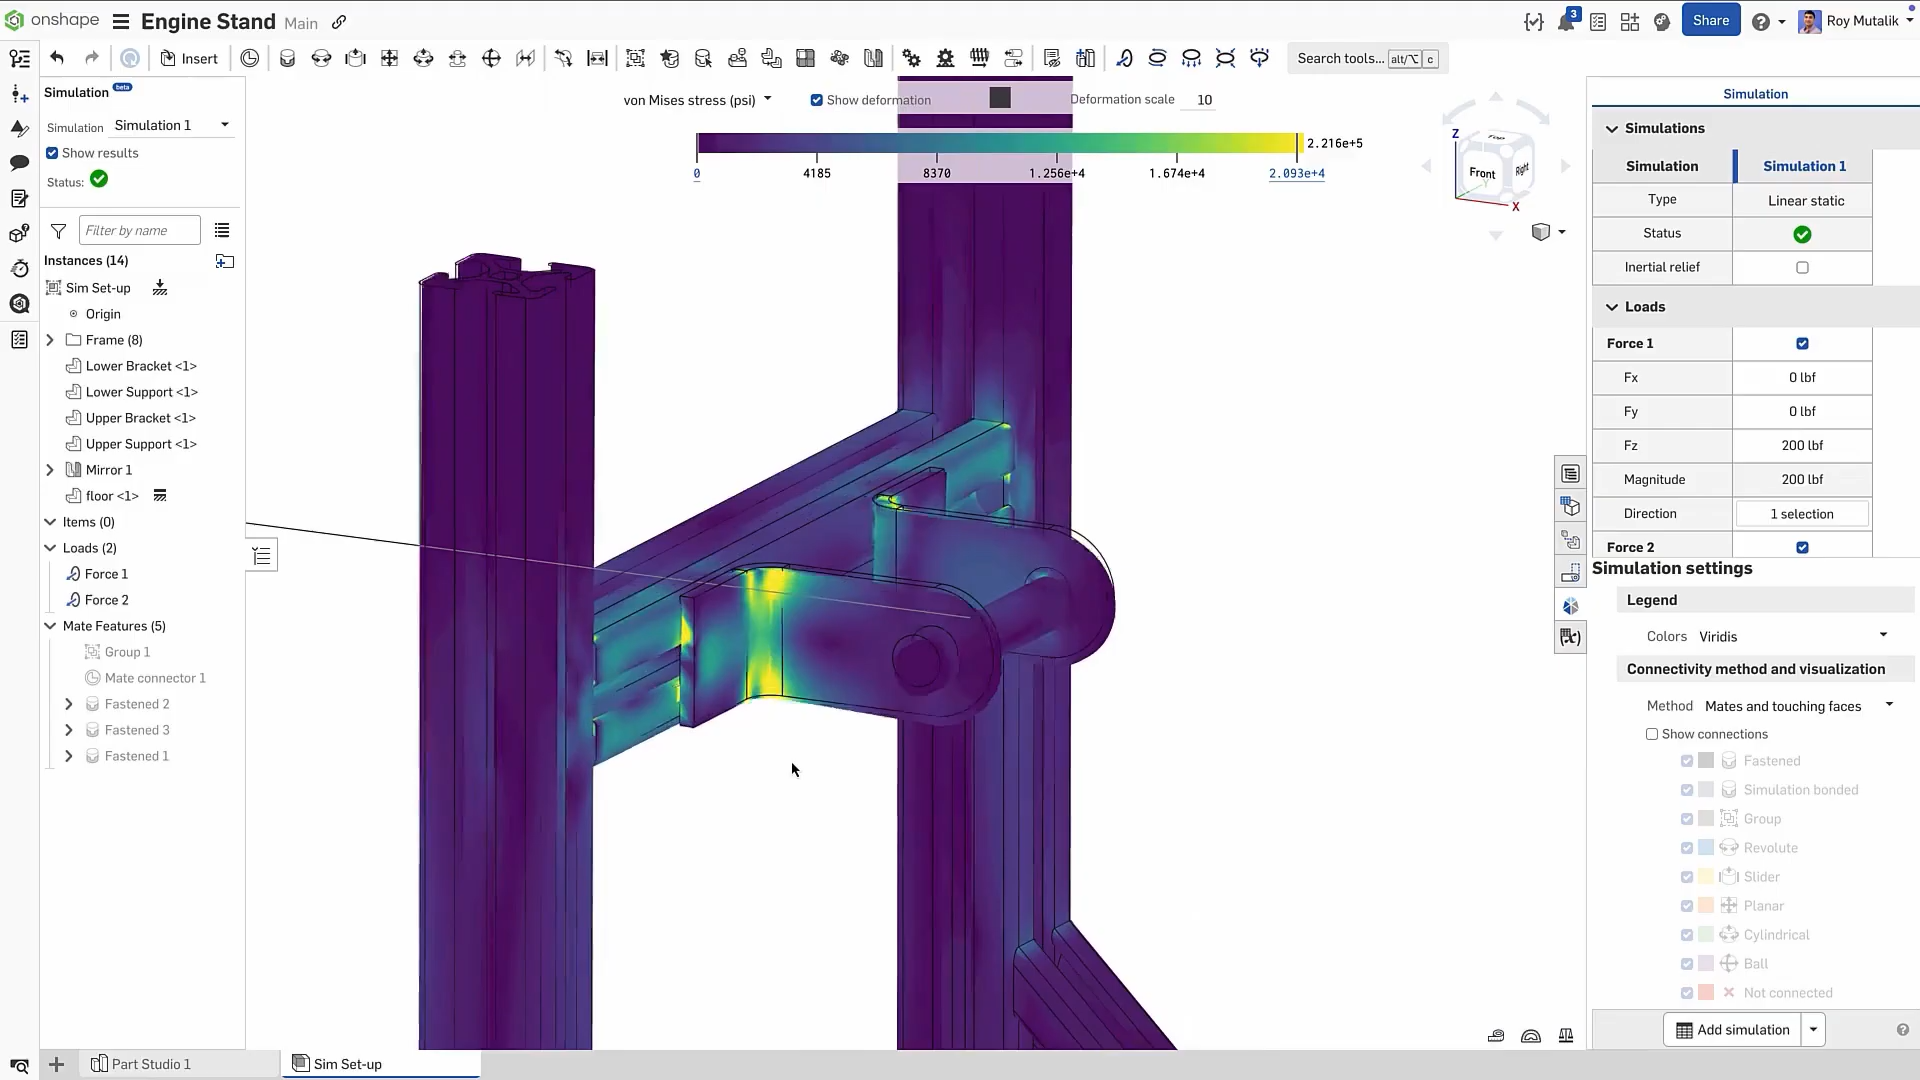 onshape Engine Stand Main 3 Share Roy Mutalik
Insert Search tools... alt/⌥ c
Simulation beta
Simulation Simulation 1
Show results
Status:
Filter by name
Instances (14)
Sim Set-up
Origin
Frame (8)
Lower Bracket <1>
Lower Support <1>
Upper Bracket <1>
Upper Support <1>
Mirror 1
floor <1>
Items (0)
Loads (2)
Force 1
Force 2
Mate Features (5)
Group 1
Mate connector 1
Fastened 2
Fastened 3
Fastened 1
von Mises stress (psi) Show deformation Deformation scale 10
2.216e+5
0 4185 8370 1.256e+4 1.674e+4 2.093e+4
Z Top Front Right Y X
Simulation
Simulations
Simulation Simulation 1
Type Linear static
Status
Inertial relief
Loads
Force 1
Fx 0 lbf
Fy 0 lbf
Fz 200 lbf
Magnitude 200 lbf
Direction 1 selection
Force 2
Simulation settings
Legend
Colors Viridis
Connectivity method and visualization
Method Mates and touching faces
Show connections
Fastened
Simulation bonded
Group
Revolute
Slider
Planar
Cylindrical
Ball
Not connected
Add simulation
Part Studio 1 Sim Set-up